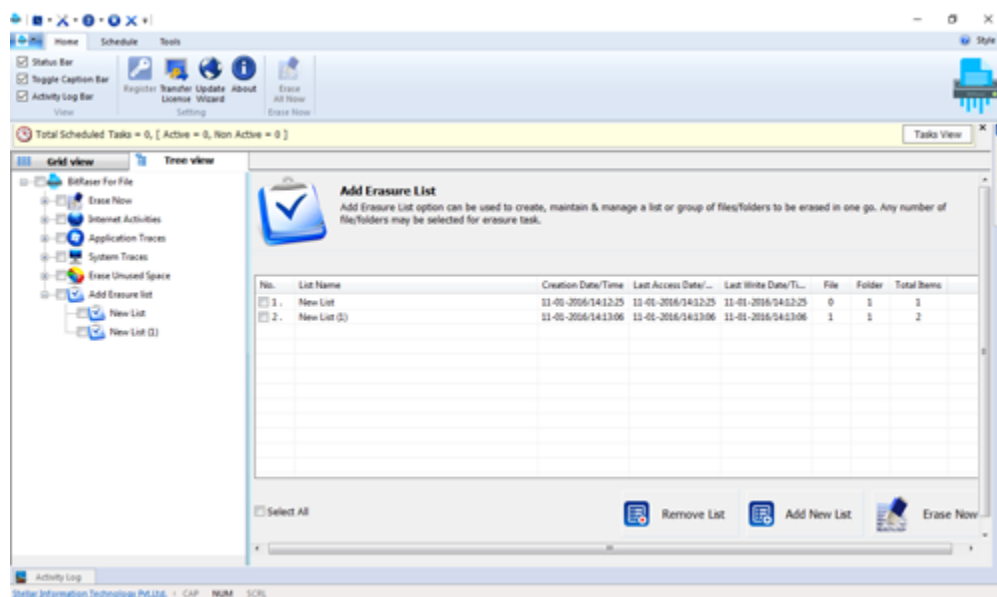 Home Schedule Tools
Style
Status Bar
Toggle Caption Bar
Activity Log Bar
View
Register
Transfer License
Update Wizard
About
Setting
Erase All Now
Erase Now
Total Scheduled Tasks = 0, [ Active = 0, Non Active = 0 ]
Tasks View
Grid view
Tree view
BitRaser For File
Erase Now
Internet Activities
Application Traces
System Traces
Erase Unused Space
Add Erasure list
New List
New List (1)
Add Erasure List
Add Erasure List option can be used to create, maintain & manage a list or group of files/folders to be erased in one go. Any number of
file/folders may be selected for erasure task.
No. List Name Creation Date/Time Last Access Date/... Last Write Date/Ti... File Folder Total Items
1. New List 11-01-2016/14:12:25 11-01-2016/14:12:25 11-01-2016/14:12:25 0 1 1
2. New List (1) 11-01-2016/14:13:06 11-01-2016/14:13:06 11-01-2016/14:13:06 1 1 2
Select All
Remove List
Add New List
Erase Now
Activity Log
Stellar Information Technology Pvt.Ltd. CAP NUM SCRL